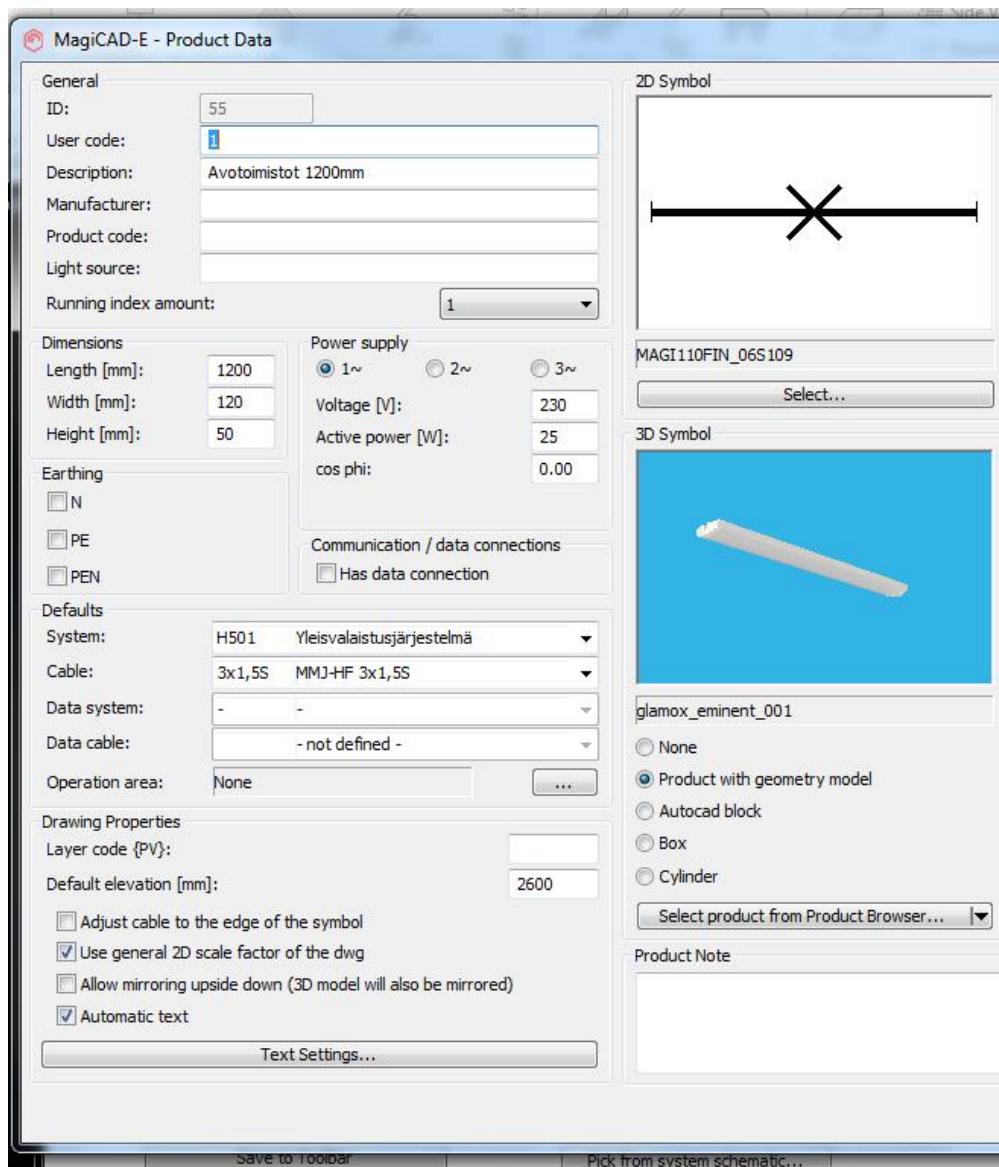 Side V
MagiCAD-E - Product Data
General
ID: 55
User code: 1
Description: Avotoimistot 1200mm
Manufacturer:
Product code:
Light source:
Running index amount: 1
Dimensions
Length [mm]: 1200
Width [mm]: 120
Height [mm]: 50
Power supply
1~ 2~ 3~
Voltage [V]: 230
Active power [W]: 25
cos phi: 0.00
Earthing
N
PE
PEN
Communication / data connections
Has data connection
Defaults
System: H501 Yleisvalaistusjärjestelmä
Cable: 3x1,5S MMJ-HF 3x1,5S
Data system: - -
Data cable: - not defined -
Operation area: None ...
Drawing Properties
Layer code {PV}:
Default elevation [mm]: 2600
Adjust cable to the edge of the symbol
Use general 2D scale factor of the dwg
Allow mirroring upside down (3D model will also be mirrored)
Automatic text
Text Settings...
2D Symbol
MAGI110FIN_06S109
Select...
3D Symbol
glamox_eminent_001
None
Product with geometry model
Autocad block
Box
Cylinder
Select product from Product Browser...
Product Note
Save to Toolbar
Pick from system schematic...